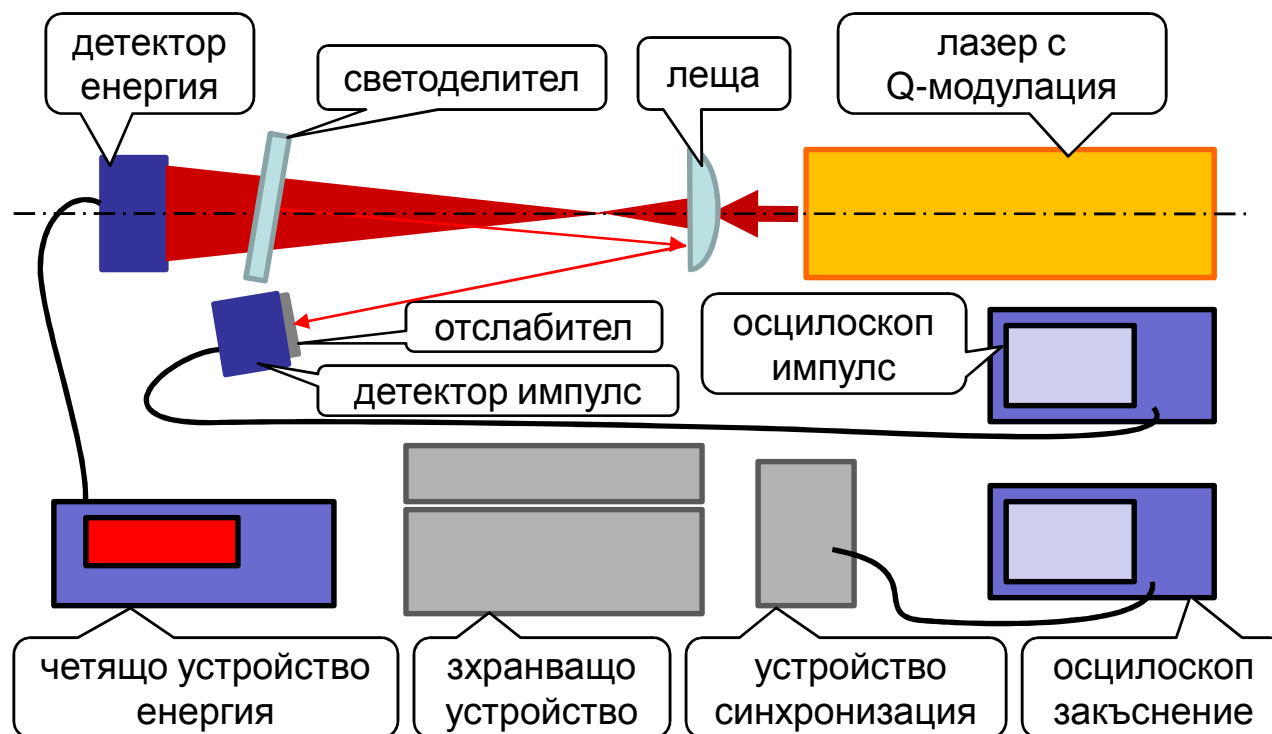 детектор
енергия
светоделител
леща
лазер с
Q-модулация
отслабител
детектор импулс
осцилоскоп
импулс
четящо устройство
енергия
зхранващо
устройство
устройство
синхронизация
осцилоскоп
закъснение